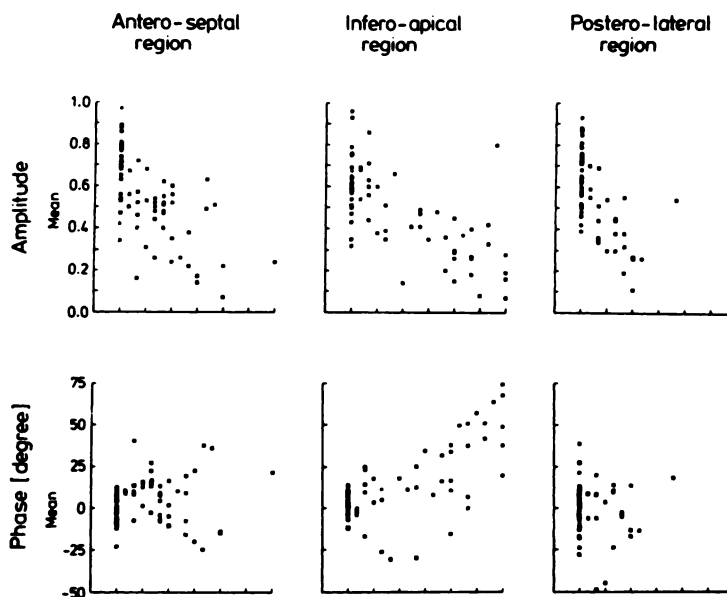 Antero-septal
region
Infero-apical
region
Postero-lateral
region
Amplitude
Mean
1.0
0.8
0.6
0.4
0.2
0.0
Phase [degree]
Mean
75
50
25
0
-25
-50